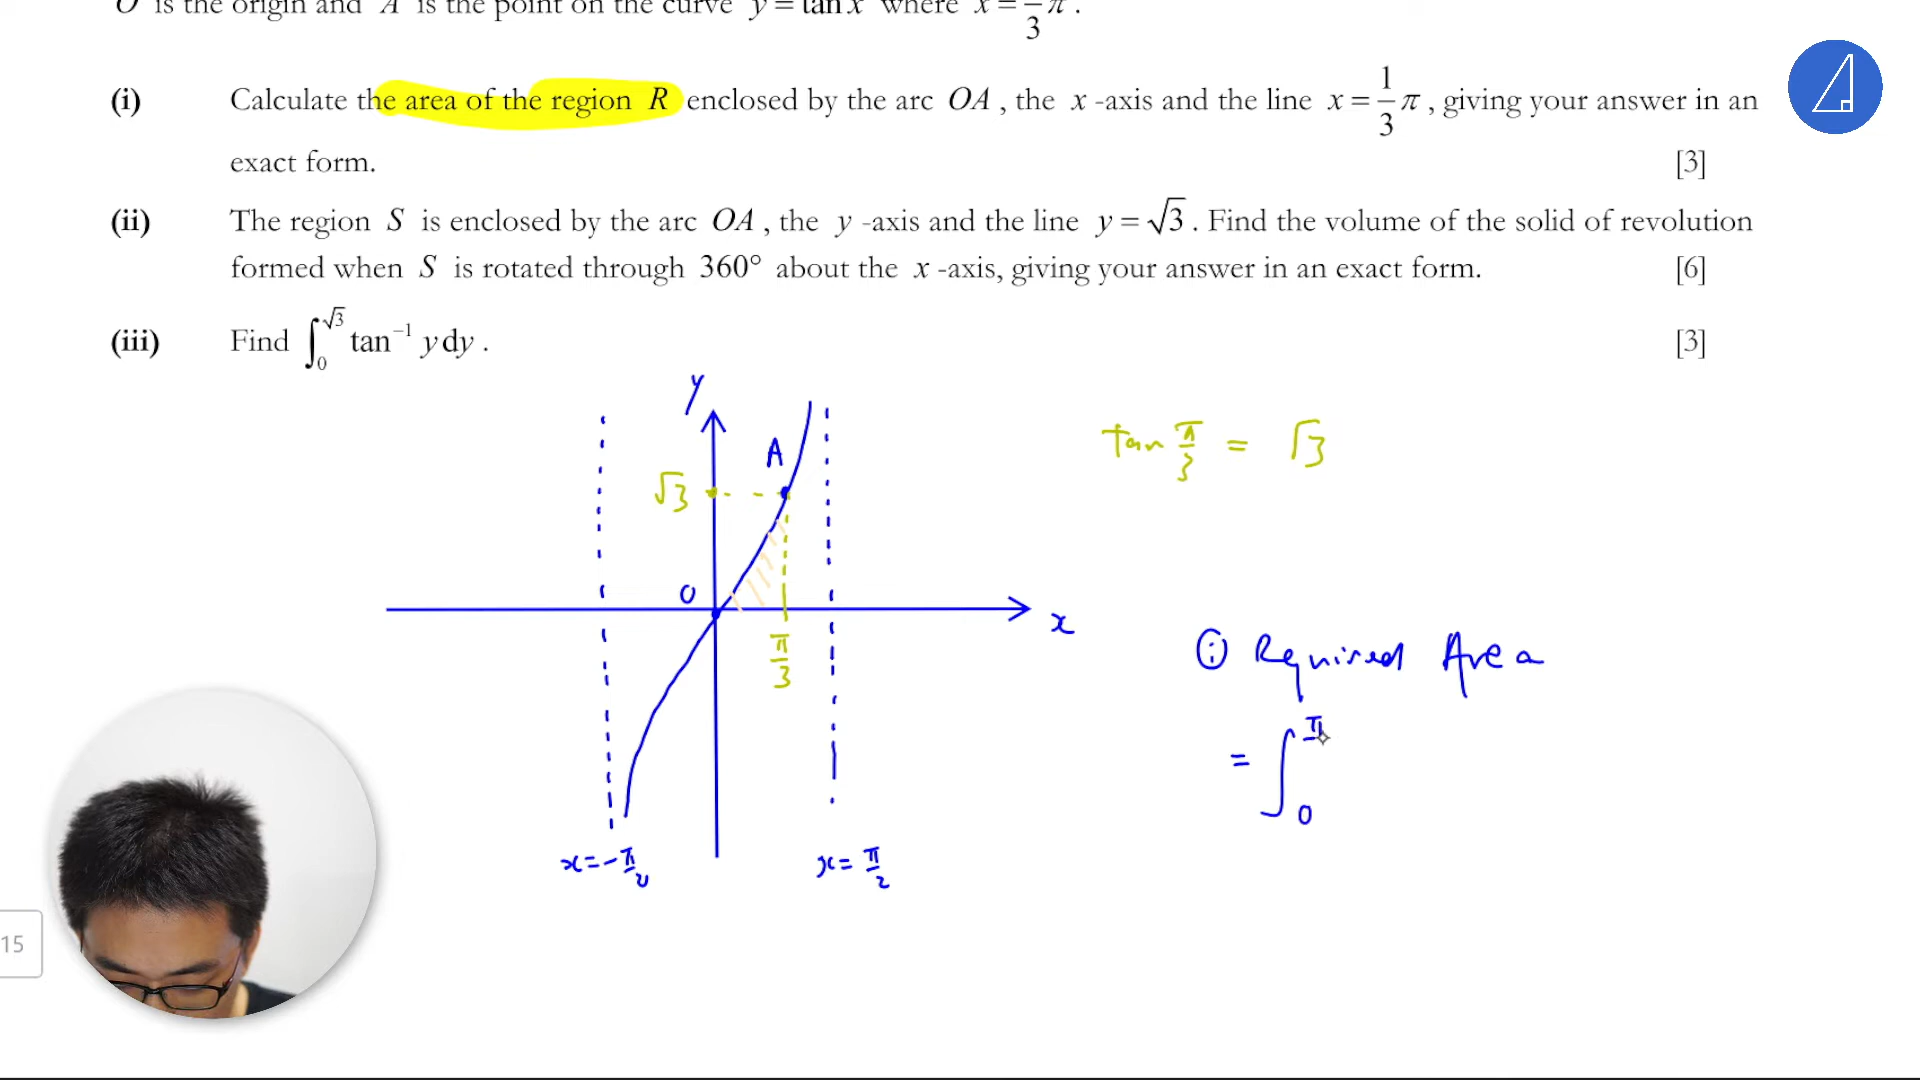 O is the origin and A is the point on the curve y = tan x where x = 1/3 π .
(i) Calculate the area of the region R enclosed by the arc OA , the x -axis and the line x = 1/3 π , giving your answer in an
exact form. [3]
(ii) The region S is enclosed by the arc OA , the y -axis and the line y = √3 . Find the volume of the solid of revolution
formed when S is rotated through 360° about the x -axis, giving your answer in an exact form. [6]
(iii) Find ∫₀^√3 tan⁻¹ y dy . [3]
y
A
tan π/3 = √3
√3
O
x
π/3
(i) Required Area
= ∫₀^π
x = -π/2
x = π/2
15